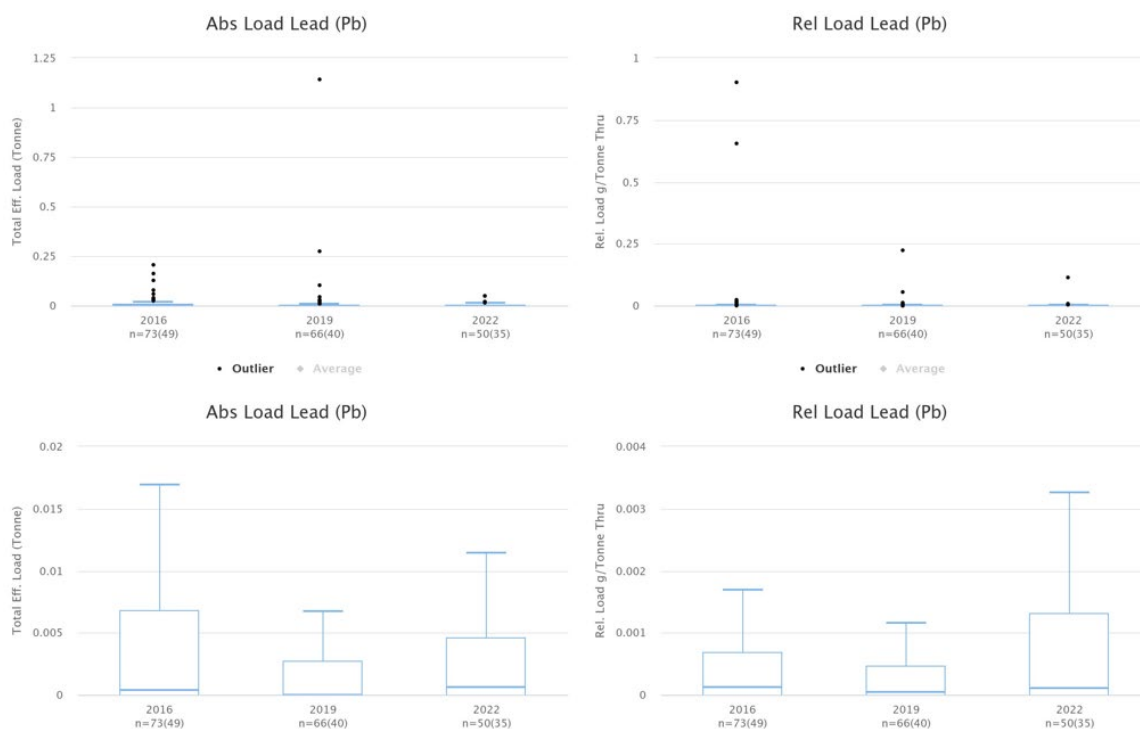 Abs Load Lead (Pb)
Total Eff. Load (Tonne)
1.25
1
0.75
0.5
0.25
0
2016
n=73(49)
2019
n=66(40)
2022
n=50(35)
Outlier
Average
Rel Load Lead (Pb)
Rel. Load g/Tonne Thru
1
0.75
0.5
0.25
0
2016
n=73(49)
2019
n=66(40)
2022
n=50(35)
Outlier
Average
Abs Load Lead (Pb)
Total Eff. Load (Tonne)
0.02
0.015
0.01
0.005
0
2016
n=73(49)
2019
n=66(40)
2022
n=50(35)
Rel Load Lead (Pb)
Rel. Load g/Tonne Thru
0.004
0.003
0.002
0.001
0
2016
n=73(49)
2019
n=66(40)
2022
n=50(35)